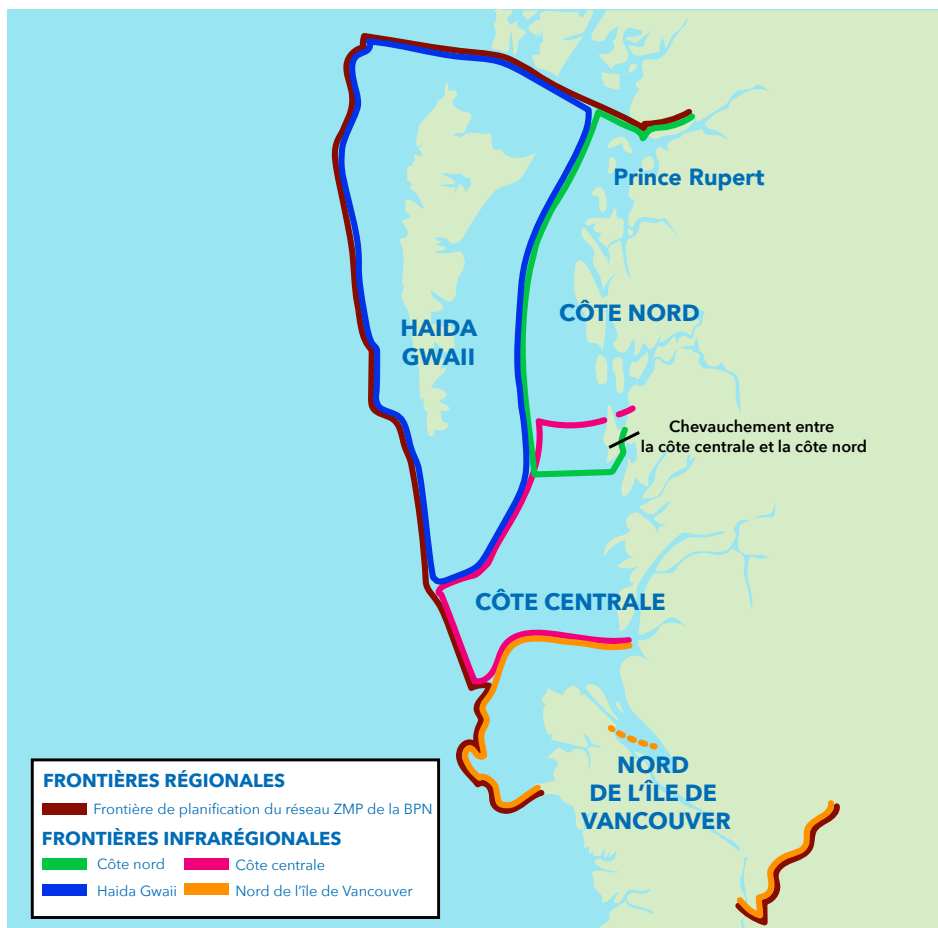 Prince Rupert
CÔTE NORD
HAIDA
GWAII
Chevauchement entre
la côte centrale et la côte nord
CÔTE CENTRALE
NORD
DE L'ÎLE DE
VANCOUVER
FRONTIÈRES RÉGIONALES
Frontière de planification du réseau ZMP de la BPN
FRONTIÈRES INFRARÉGIONALES
Côte nord
Côte centrale
Haida Gwaii
Nord de l'île de Vancouver